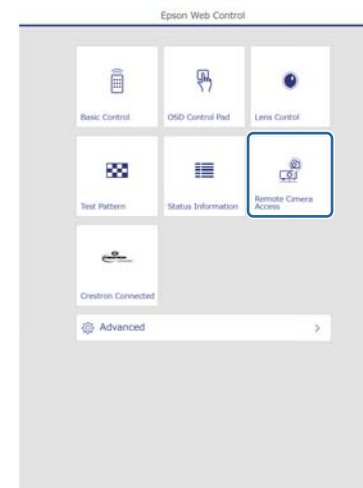 Epson Web Control
Basic Control
OSD Control Pad
Lens Control
Test Pattern
Status Information
Remote Camera
Access
CRESTRON
Crestron Connected
Advanced